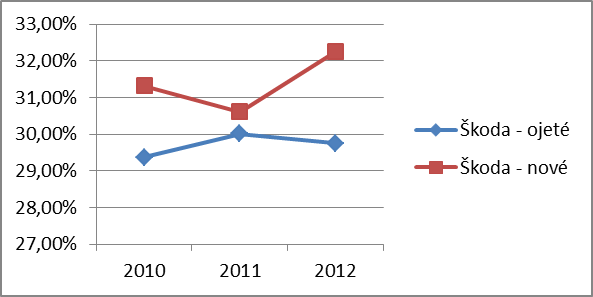 33,00%
32,00%
31,00%
30,00%
29,00%
28,00%
27,00%
2010 2011 2012
Škoda - ojeté
Škoda - nové